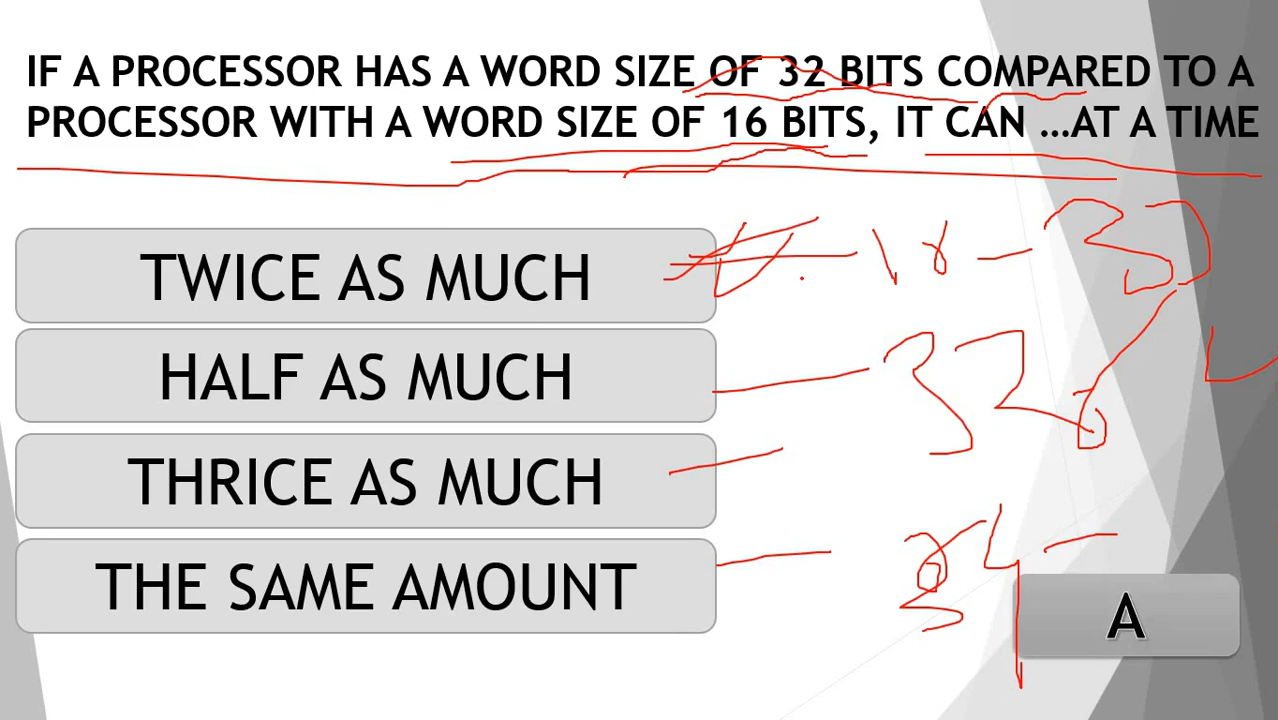 IF A PROCESSOR HAS A WORD SIZE OF 32 BITS COMPARED TO A
PROCESSOR WITH A WORD SIZE OF 16 BITS, IT CAN ...AT A TIME
TWICE AS MUCH
HALF AS MUCH
32
THRICE AS MUCH
THE SAME AMOUNT
A